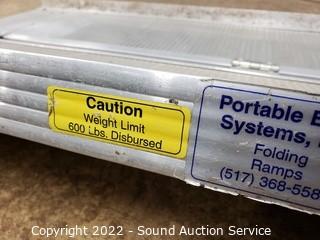 Caution
Weight Limit
600 Lbs. Disbursed
Portable
Systems,
Folding
Ramps
(517) 368-558
Copyright 2022 - Sound Auction Service